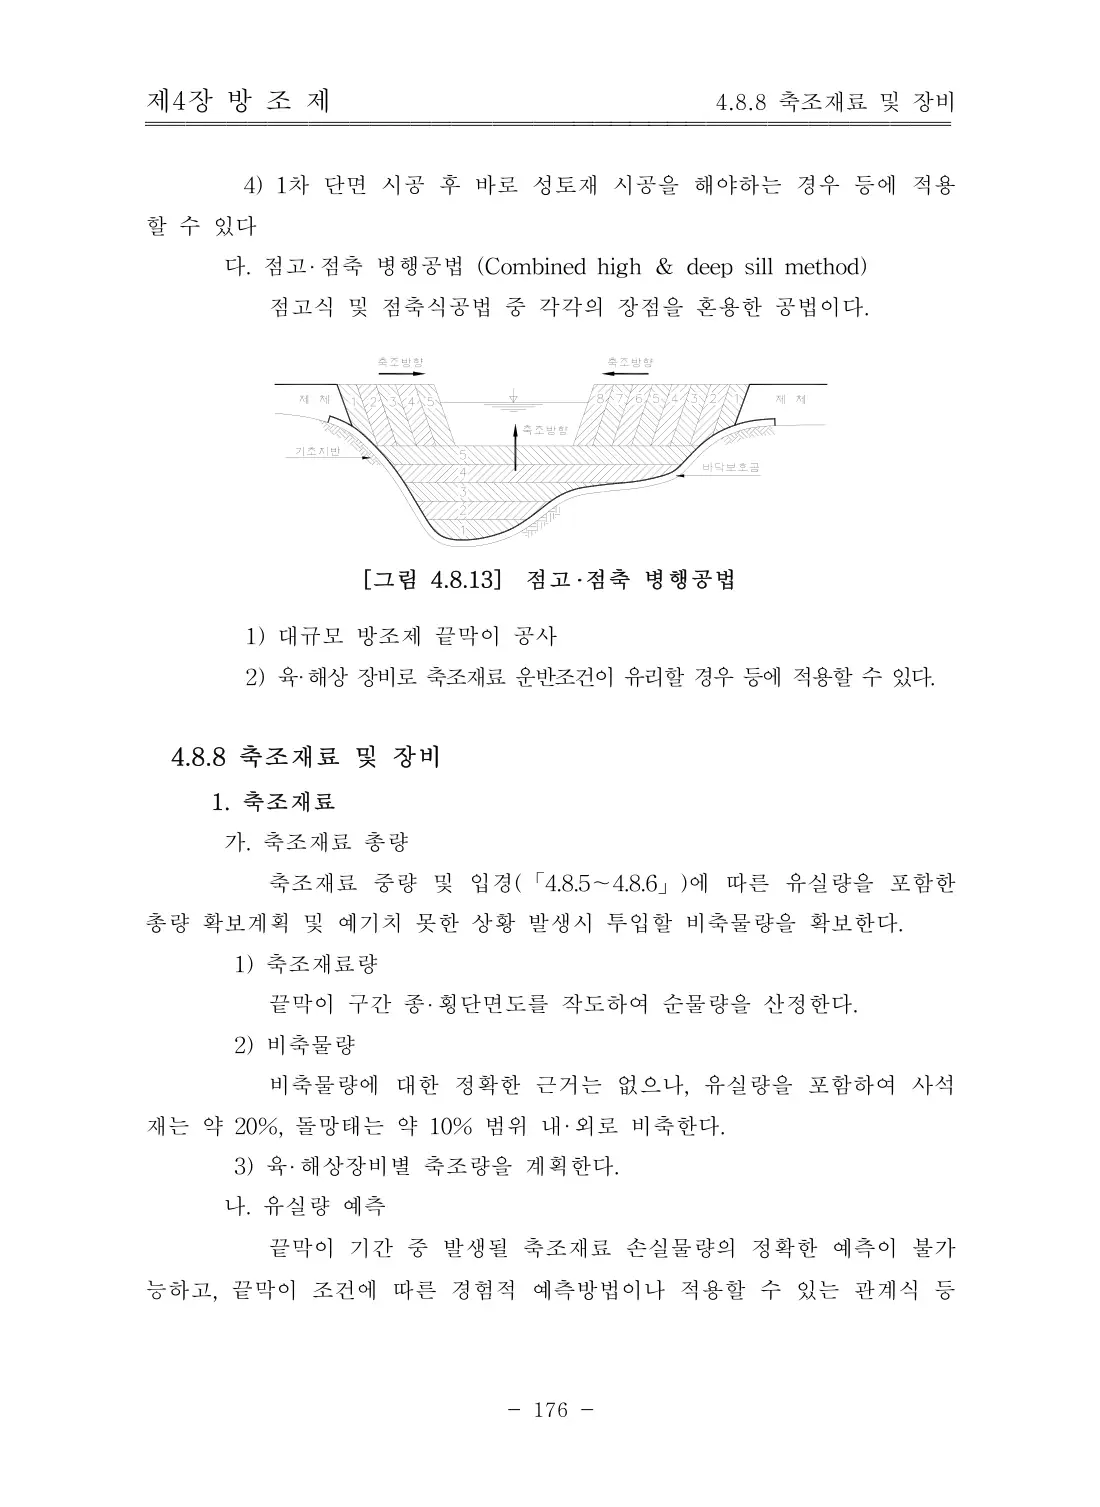 제4장 방 조 제
4.8.8 축조재료 및 장비
4) 1차 단면 시공 후 바로 성토재 시공을 해야하는 경우 등에 적용
할 수 있다
다. 점고·점축 병행공법 (Combined high & deep sill method)
점고식 및 점축식공법 중 각각의 장점을 혼용한 공법이다.
축조방향 축조방향
제 체 1 2 3 4 5 8 7 6 5 4 3 2 1 제 체
축조방향
기초지반
5
4
바닥보호공
3
2
1
[그림 4.8.13] 점고·점축 병행공법
1) 대규모 방조제 끝막이 공사
2) 육·해상 장비로 축조재료 운반조건이 유리할 경우 등에 적용할 수 있다.
4.8.8 축조재료 및 장비
1. 축조재료
가. 축조재료 총량
축조재료 중량 및 입경(「4.8.5～4.8.6」)에 따른 유실량을 포함한
총량 확보계획 및 예기치 못한 상황 발생시 투입할 비축물량을 확보한다.
1) 축조재료량
끝막이 구간 종·횡단면도를 작도하여 순물량을 산정한다.
2) 비축물량
비축물량에 대한 정확한 근거는 없으나, 유실량을 포함하여 사석
재는 약 20%, 돌망태는 약 10% 범위 내·외로 비축한다.
3) 육·해상장비별 축조량을 계획한다.
나. 유실량 예측
끝막이 기간 중 발생될 축조재료 손실물량의 정확한 예측이 불가
능하고, 끝막이 조건에 따른 경험적 예측방법이나 적용할 수 있는 관계식 등
- 176 -